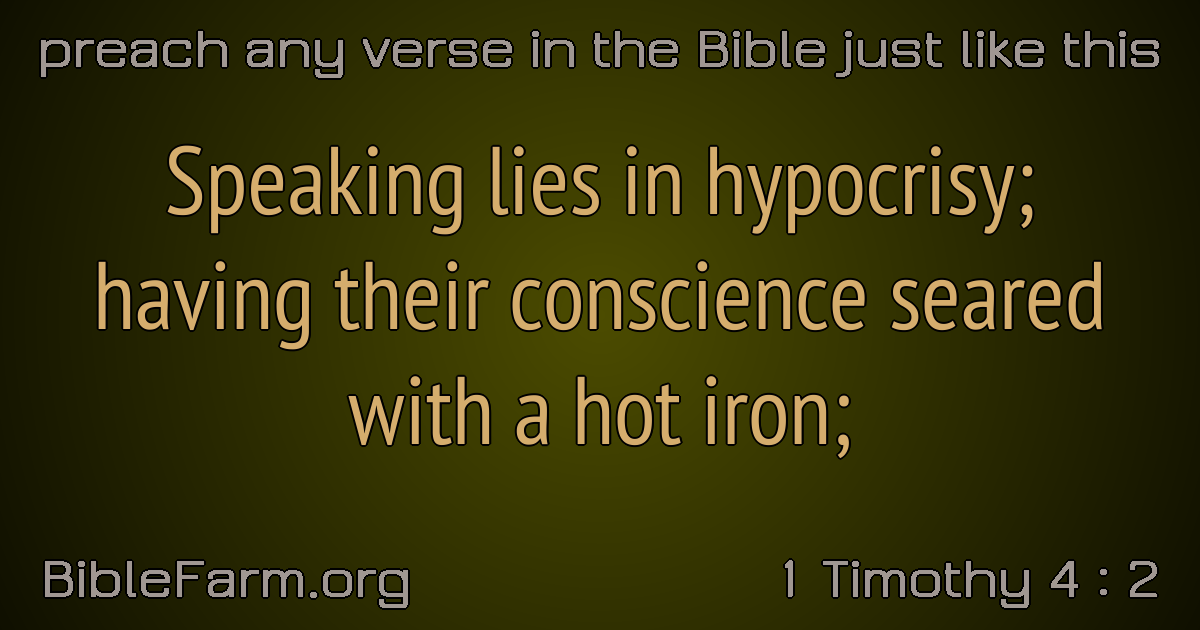 preach any verse in the Bible just like this
Speaking lies in hypocrisy;
having their conscience seared
with a hot iron;
BibleFarm.org
1 Timothy 4 : 2